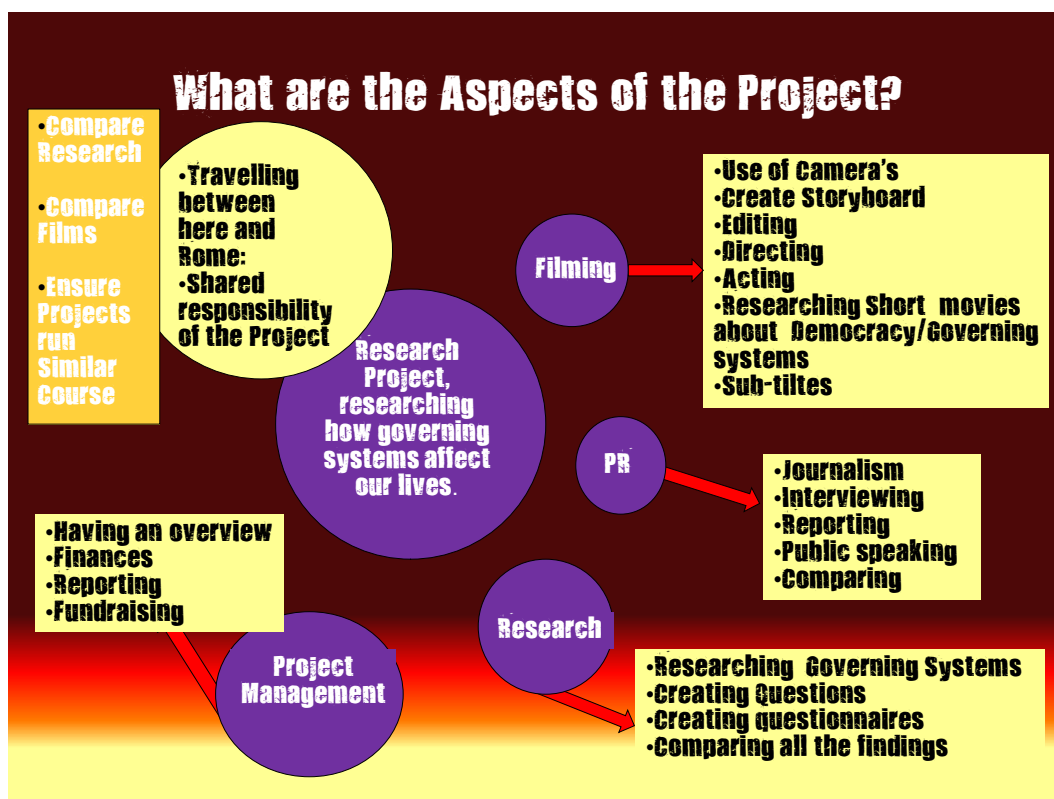 What are the Aspects of the Project?
•Compare
Research
•Compare
Films
•Ensure
Projects
run
Similar
Course
•Travelling
between
here and
Rome:
•Shared
responsibility
of the Project
Research
Project,
researching
how governing
systems affect
our lives.
Filming
•Use of Camera's
•Create Storyboard
•Editing
•Directing
•Acting
•Researching Short movies
about Democracy/Governing
systems
•Sub-tiltes
PR
•Journalism
•Interviewing
•Reporting
•Public speaking
•Comparing
•Having an overview
•Finances
•Reporting
•Fundraising
Project
Management
Research
•Researching Governing Systems
•Creating Questions
•Creating questionnaires
•Comparing all the findings